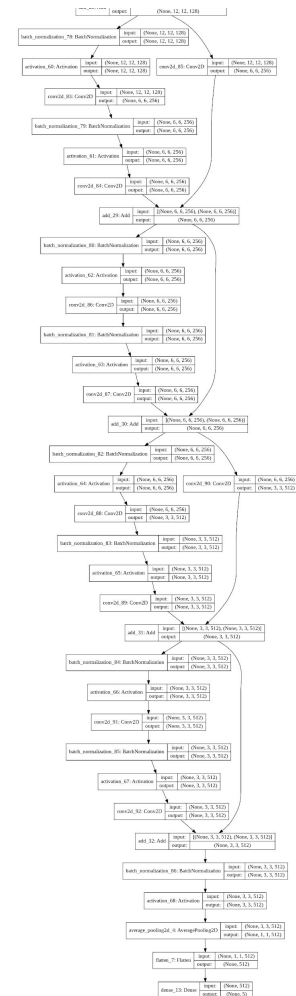 output: (None, 12, 12, 128)
batch_normalization_78: BatchNormalization input: (None, 12, 12, 128)
output: (None, 12, 12, 128)
activation_60: Activation input: (None, 12, 12, 128)
output: (None, 12, 12, 128)
conv2d_85: Conv2D input: (None, 12, 12, 128)
output: (None, 6, 6, 256)
conv2d_83: Conv2D input: (None, 12, 12, 128)
output: (None, 6, 6, 256)
batch_normalization_79: BatchNormalization input: (None, 6, 6, 256)
output: (None, 6, 6, 256)
activation_61: Activation input: (None, 6, 6, 256)
output: (None, 6, 6, 256)
conv2d_84: Conv2D input: (None, 6, 6, 256)
output: (None, 6, 6, 256)
add_29: Add input: [(None, 6, 6, 256), (None, 6, 6, 256)]
output: (None, 6, 6, 256)
batch_normalization_80: BatchNormalization input: (None, 6, 6, 256)
output: (None, 6, 6, 256)
activation_62: Activation input: (None, 6, 6, 256)
output: (None, 6, 6, 256)
conv2d_86: Conv2D input: (None, 6, 6, 256)
output: (None, 6, 6, 256)
batch_normalization_81: BatchNormalization input: (None, 6, 6, 256)
output: (None, 6, 6, 256)
activation_63: Activation input: (None, 6, 6, 256)
output: (None, 6, 6, 256)
conv2d_87: Conv2D input: (None, 6, 6, 256)
output: (None, 6, 6, 256)
add_30: Add input: [(None, 6, 6, 256), (None, 6, 6, 256)]
output: (None, 6, 6, 256)
batch_normalization_82: BatchNormalization input: (None, 6, 6, 256)
output: (None, 6, 6, 256)
activation_64: Activation input: (None, 6, 6, 256)
output: (None, 6, 6, 256)
conv2d_90: Conv2D input: (None, 6, 6, 256)
output: (None, 3, 3, 512)
conv2d_88: Conv2D input: (None, 6, 6, 256)
output: (None, 3, 3, 512)
batch_normalization_83: BatchNormalization input: (None, 3, 3, 512)
output: (None, 3, 3, 512)
activation_65: Activation input: (None, 3, 3, 512)
output: (None, 3, 3, 512)
conv2d_89: Conv2D input: (None, 3, 3, 512)
output: (None, 3, 3, 512)
add_31: Add input: [(None, 3, 3, 512), (None, 3, 3, 512)]
output: (None, 3, 3, 512)
batch_normalization_84: BatchNormalization input: (None, 3, 3, 512)
output: (None, 3, 3, 512)
activation_66: Activation input: (None, 3, 3, 512)
output: (None, 3, 3, 512)
conv2d_91: Conv2D input: (None, 3, 3, 512)
output: (None, 3, 3, 512)
batch_normalization_85: BatchNormalization input: (None, 3, 3, 512)
output: (None, 3, 3, 512)
activation_67: Activation input: (None, 3, 3, 512)
output: (None, 3, 3, 512)
conv2d_92: Conv2D input: (None, 3, 3, 512)
output: (None, 3, 3, 512)
add_32: Add input: [(None, 3, 3, 512), (None, 3, 3, 512)]
output: (None, 3, 3, 512)
batch_normalization_86: BatchNormalization input: (None, 3, 3, 512)
output: (None, 3, 3, 512)
activation_68: Activation input: (None, 3, 3, 512)
output: (None, 3, 3, 512)
average_pooling2d_4: AveragePooling2D input: (None, 3, 3, 512)
output: (None, 1, 1, 512)
flatten_7: Flatten input: (None, 1, 1, 512)
output: (None, 512)
dense_13: Dense input: (None, 512)
output: (None, 5)